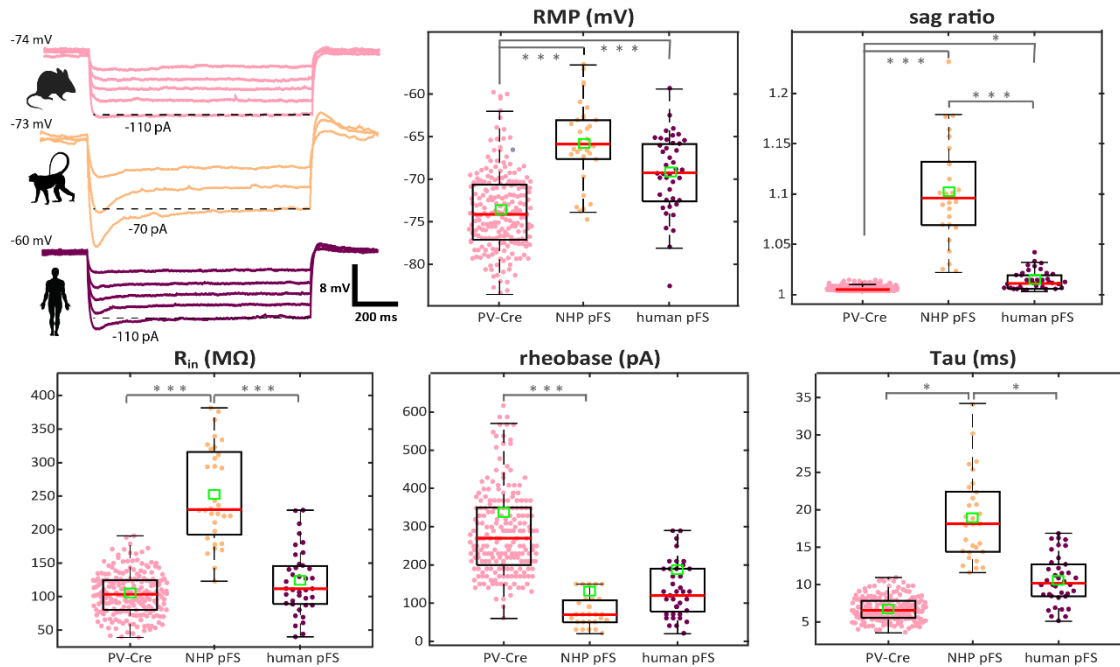 -74 mV
-110 pA
-73 mV
-70 pA
-60 mV
-110 pA
8 mV
200 ms
RMP (mV)
* * *
* * *
-60
-65
-70
-75
-80
PV-Cre NHP pFS human pFS
sag ratio
*
* * *
* * *
1.2
1.15
1.1
1.05
1
PV-Cre NHP pFS human pFS
Rin (MΩ)
* * *
* * *
400
350
300
250
200
150
100
50
PV-Cre NHP pFS human pFS
rheobase (pA)
* * *
600
500
400
300
200
100
0
PV-Cre NHP pFS human pFS
Tau (ms)
*
*
35
30
25
20
15
10
5
PV-Cre NHP pFS human pFS